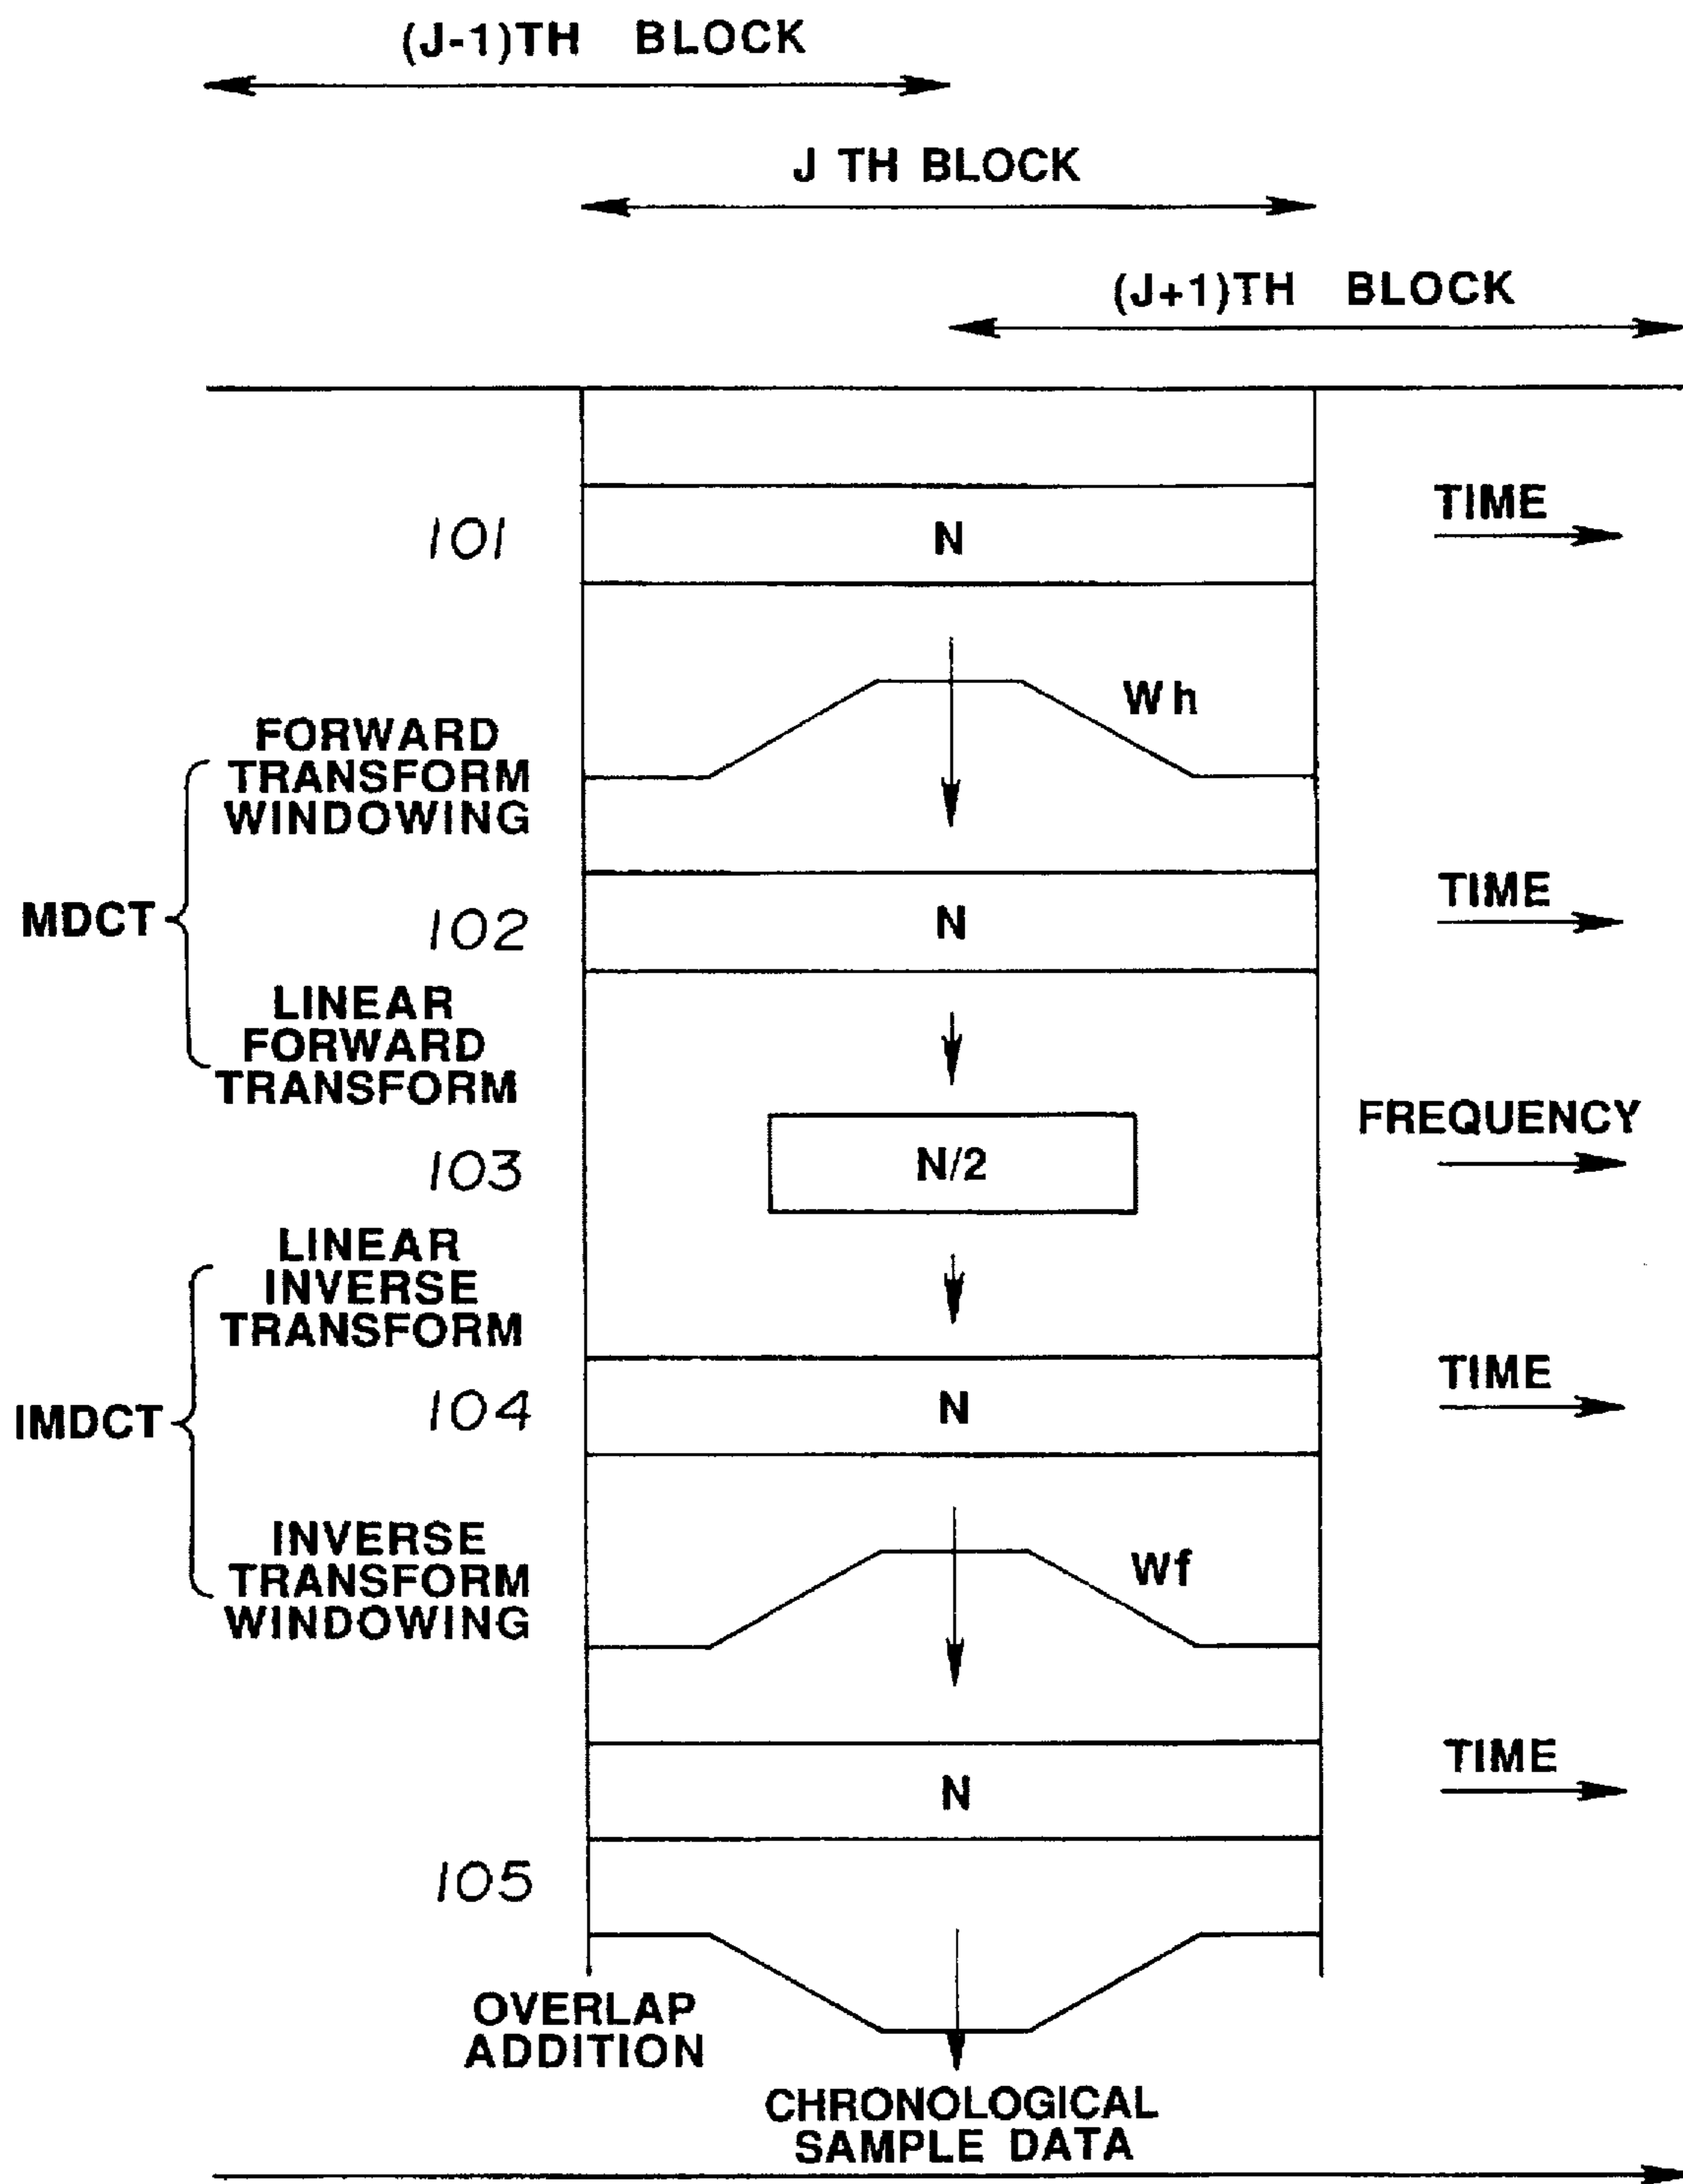 (J-1)TH BLOCK
J TH BLOCK
(J+1)TH BLOCK
101
N
TIME
Wh
FORWARD
TRANSFORM
WINDOWING
MDCT
102
N
TIME
LINEAR
FORWARD
TRANSFORM
103
N/2
FREQUENCY
LINEAR
INVERSE
TRANSFORM
IMDCT
104
N
TIME
INVERSE
TRANSFORM
WINDOWING
Wf
N
TIME
105
OVERLAP
ADDITION
CHRONOLOGICAL
SAMPLE DATA